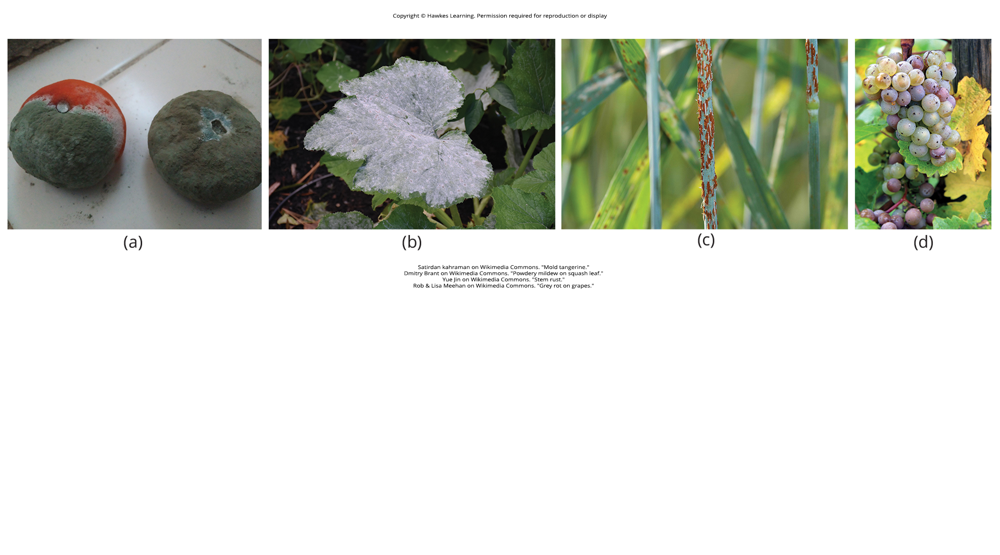 Copyright © Hawkes Learning. Permission required for reproduction or display
(a)
(b)
(c)
(d)
Satirdan kahraman on Wikimedia Commons. "Mold tangerine."
Dmitry Brant on Wikimedia Commons. "Powdery mildew on squash leaf."
Yue Jin on Wikimedia Commons. "Stem rust."
Rob & Lisa Meehan on Wikimedia Commons. "Grey rot on grapes."